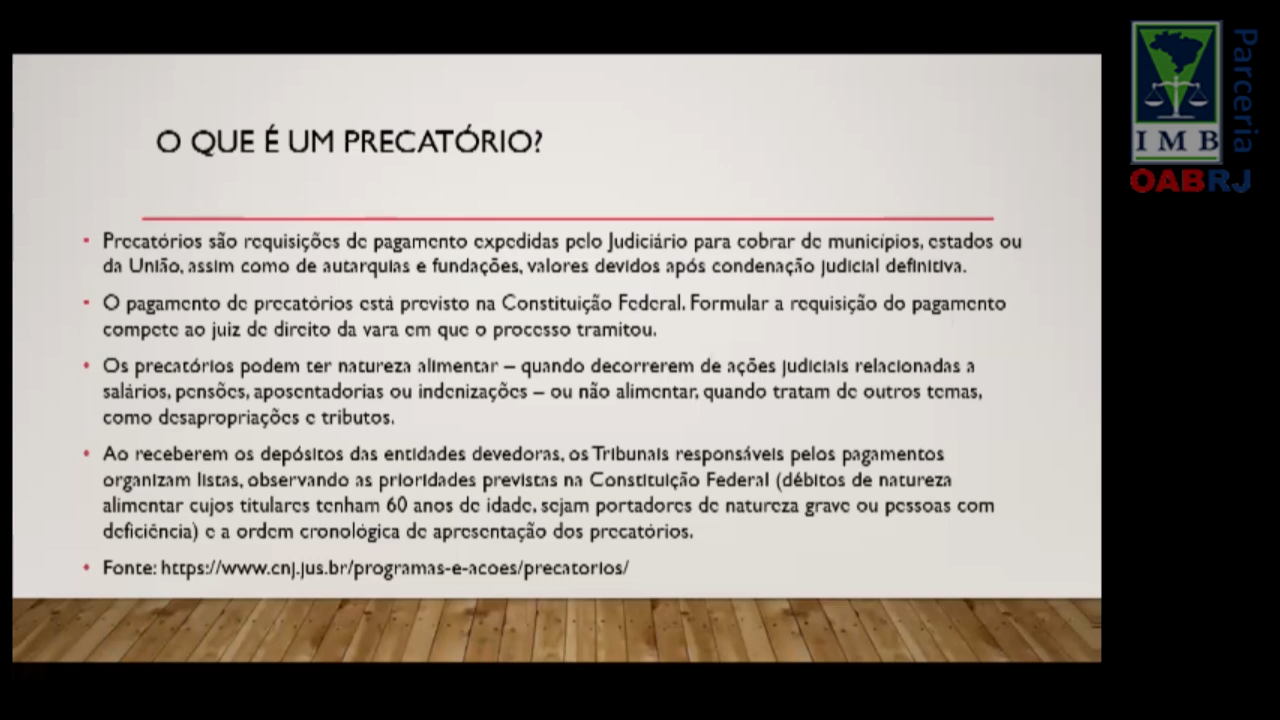 O QUE É UM PRECATÓRIO?
• Precatórios são requisições de pagamento expedidas pelo Judiciário para cobrar de municípios, estados ou
da União, assim como de autarquias e fundações, valores devidos após condenação judicial definitiva.
• O pagamento de precatórios está previsto na Constituição Federal. Formular a requisição do pagamento
compete ao juiz de direito da vara em que o processo tramitou.
• Os precatórios podem ter natureza alimentar – quando decorrerem de ações judiciais relacionadas a
salários, pensões, aposentadorias ou indenizações – ou não alimentar, quando tratam de outros temas,
como desapropriações e tributos.
• Ao receberem os depósitos das entidades devedoras, os Tribunais responsáveis pelos pagamentos
organizam listas, observando as prioridades previstas na Constituição Federal (débitos de natureza
alimentar cujos titulares tenham 60 anos de idade, sejam portadores de natureza grave ou pessoas com
deficiência) e a ordem cronológica de apresentação dos precatórios.
• Fonte: https://www.cnj.jus.br/programas-e-acoes/precatorios/
IMB
Parceria
OABRJ